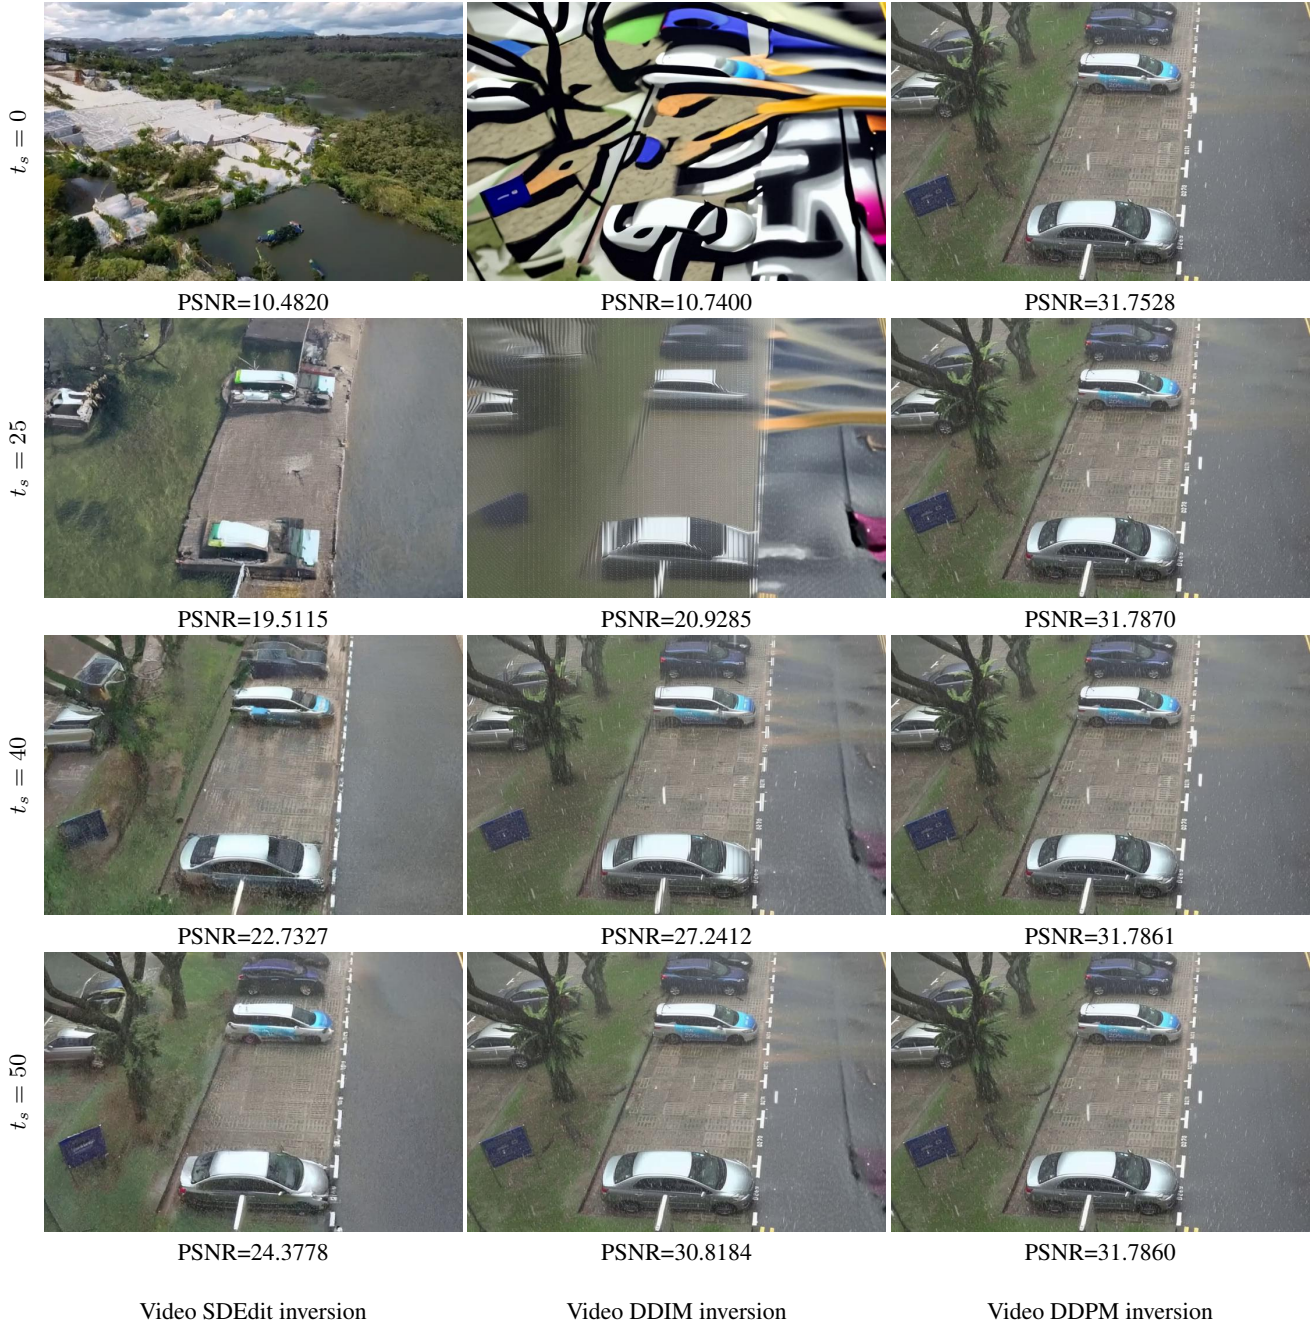 t_s = 0
PSNR=10.4820
PSNR=10.7400
PSNR=31.7528
t_s = 25
PSNR=19.5115
PSNR=20.9285
PSNR=31.7870
t_s = 40
PSNR=22.7327
PSNR=27.2412
PSNR=31.7861
t_s = 50
PSNR=24.3778
PSNR=30.8184
PSNR=31.7860
Video SDEdit inversion
Video DDIM inversion
Video DDPM inversion